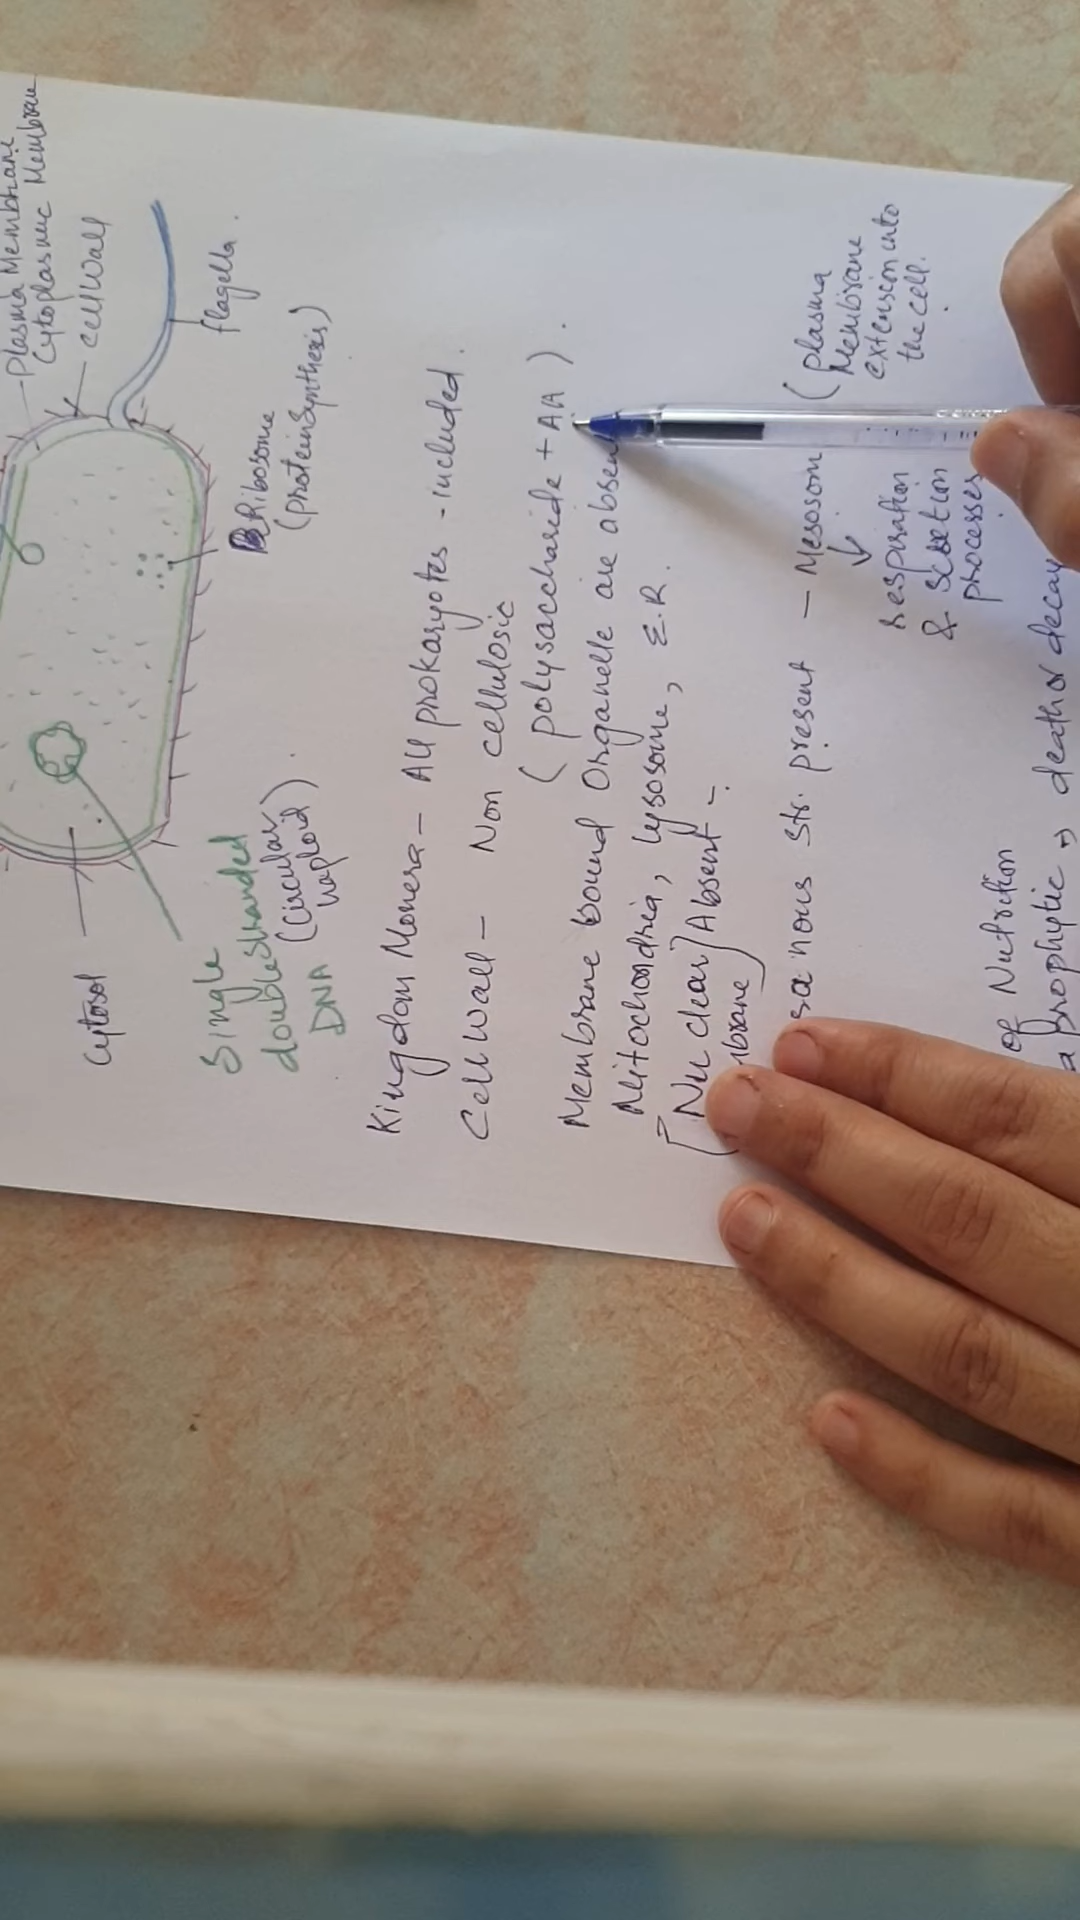 Plasma Membrane
Cytoplasmic Membrane
cell wall
flagella.
Ribosome
(protein synthesis)
Cytosol
Single
double stranded
DNA
(Circular
haploid).
Kingdom Monera - All prokaryotes - included.
Cell wall - Non cellulosic
(polysaccharide + AA).
Membrane bound Organelle are absen
Mitochondria, lysosome, E.R.
[Nuclear
brane] Absent -
nous str. present - Mesosom (plasma
Membrane
extension into
the cell.
↓
respiration
& secretion
processes
of Nutrition
prophytic → death or decay